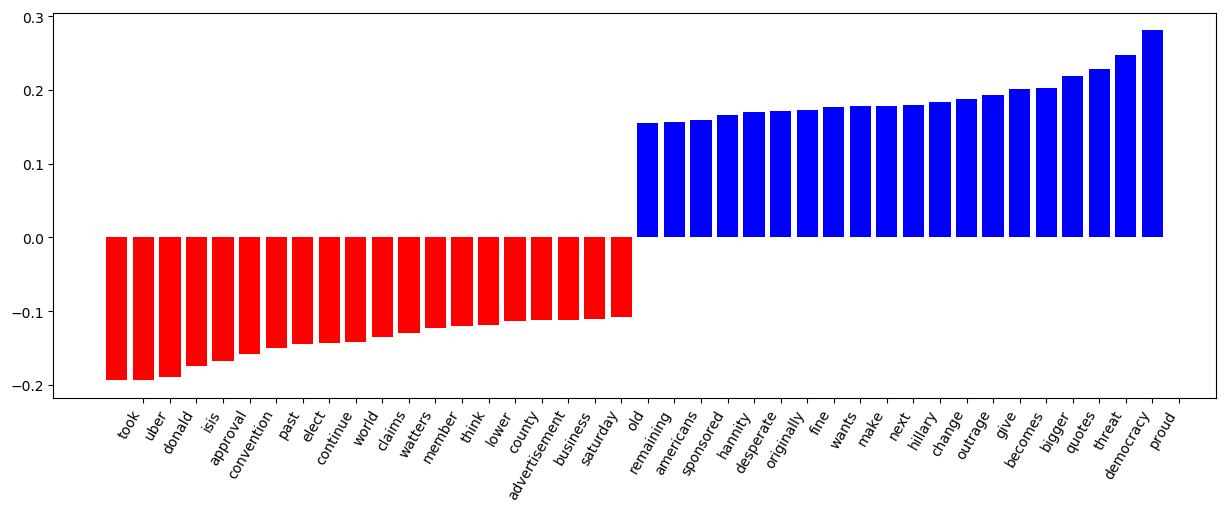 0.3
0.2
0.1
0.0
−0.1
−0.2
took
uber
donald
isis
approval
convention
past
elect
continue
world
claims
watters
member
think
lower
county
advertisement
business
saturday
old
remaining
americans
sponsored
hannity
desperate
originally
fine
wants
make
next
hillary
change
outrage
give
becomes
bigger
quotes
threat
democracy
proud